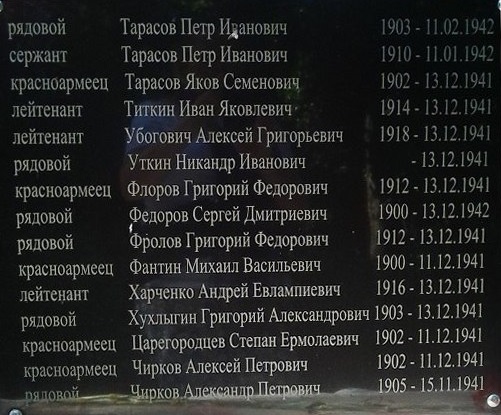 рядовой Тарасов Петр Иванович 1903 - 11.02.1942
сержант Тарасов Петр Иванович 1910 - 11.01.1942
красноармеец Тарасов Яков Семенович 1902 - 13.12.1941
лейтенант Титкин Иван Яковлевич 1914 - 13.12.1941
лейтенант Убогович Алексей Григорьевич 1918 - 13.12.1941
рядовой Уткин Никандр Иванович - 13.12.1941
красноармеец Флоров Григорий Федорович 1912 - 13.12.1941
рядовой Федоров Сергей Дмитриевич 1900 - 13.12.1942
рядовой Фролов Григорий Федорович 1912 - 13.12.1941
красноармеец Фантин Михаил Васильевич 1900 - 11.12.1941
лейтенант Харченко Андрей Евлампиевич 1916 - 13.12.1941
рядовой Хухлыгин Григорий Александрович 1903 - 13.12.1941
красноармеец Царегородцев Степан Ермолаевич 1902 - 11.12.1941
красноармеец Чирков Алексей Петрович 1902 - 11.12.1941
рядовой Чирков Александр Петрович 1905 - 15.11.1941